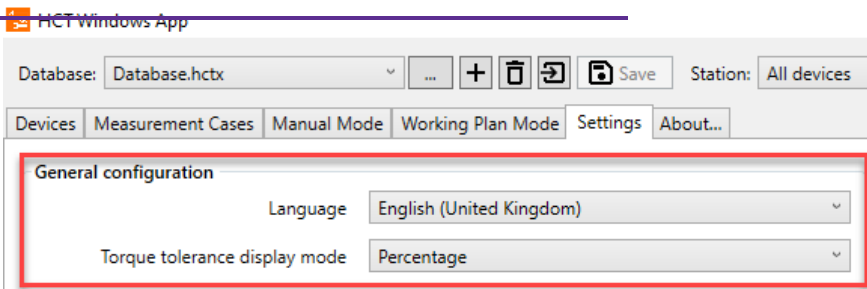 HCT Windows App
Database: Database.hctx ... Save Station: All devices
Devices Measurement Cases Manual Mode Working Plan Mode Settings About...
General configuration
Language English (United Kingdom)
Torque tolerance display mode Percentage